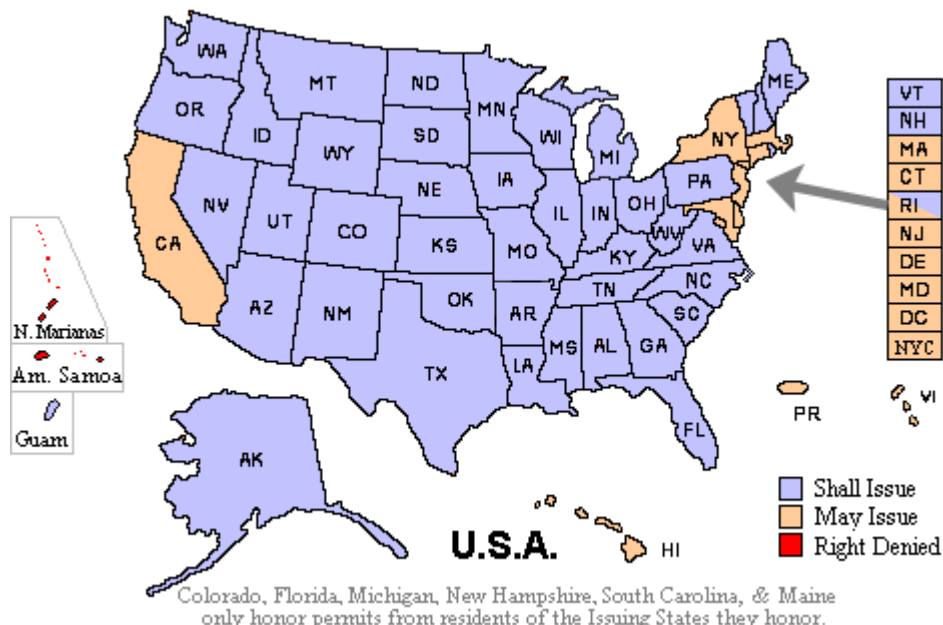 WA
MT
ND
MN
ME
OR
ID
SD
WI
MI
NY
WY
NE
IA
PA
NV
UT
CO
KS
MO
IL
IN
OH
WV
VA
KY
CA
AZ
NM
OK
AR
TN
NC
SC
TX
LA
MS
AL
GA
FL
VT
NH
MA
CT
RI
NJ
DE
MD
DC
NYC
N. Marianas
Am. Samoa
Guam
AK
HI
PR
VI
U.S.A.
Shall Issue
May Issue
Right Denied
Colorado, Florida, Michigan, New Hampshire, South Carolina, & Maine
only honor permits from residents of the Issuing States they honor.